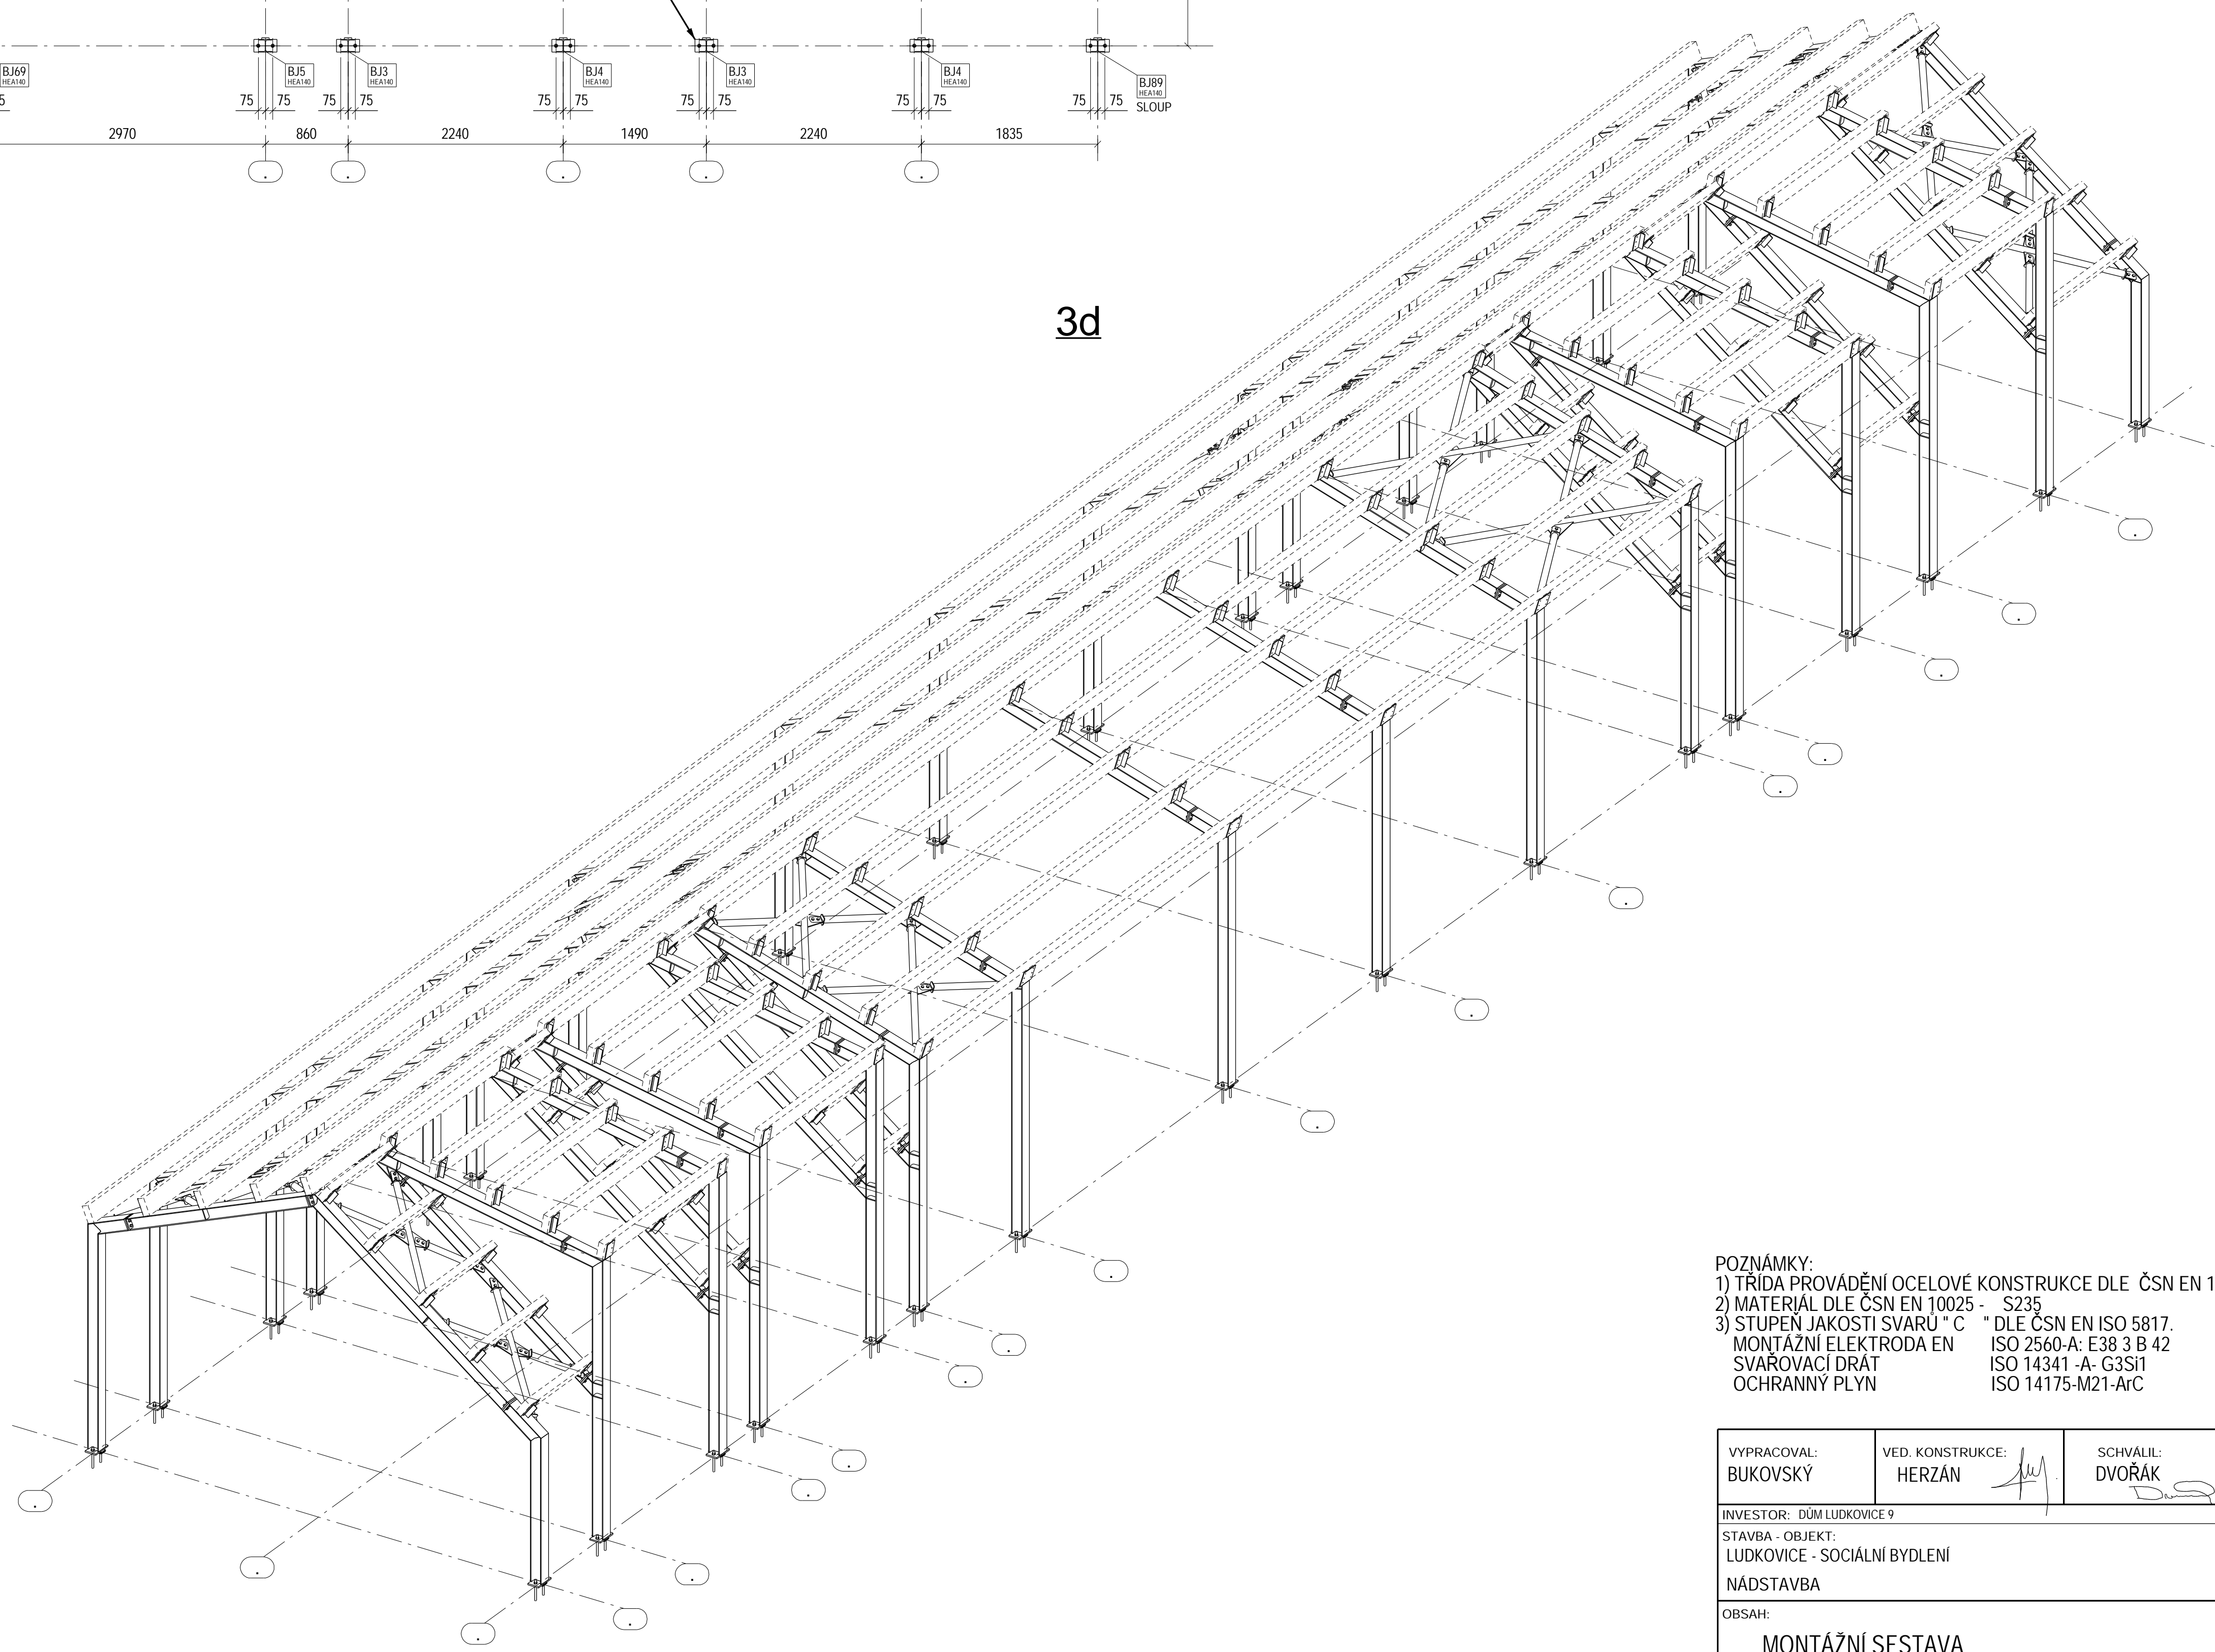 BJ69
HEA140
BJ5
HEA140
BJ3
HEA140
BJ4
HEA140
BJ3
HEA140
BJ4
HEA140
BJ89
HEA140
SLOUP
5
75 75
75 75
75 75
75 75
75 75
75 75
2970 860 2240 1490 2240 1835
3d
POZNÁMKY:
1) TŘÍDA PROVÁDĚNÍ OCELOVÉ KONSTRUKCE DLE ČSN EN 1
2) MATERIÁL DLE ČSN EN 10025 - S235
3) STUPEŇ JAKOSTI SVARŮ " C " DLE ČSN EN ISO 5817.
MONTÁŽNÍ ELEKTRODA EN ISO 2560-A: E38 3 B 42
SVAŘOVACÍ DRÁT ISO 14341 -A- G3Si1
OCHRANNÝ PLYN ISO 14175-M21-ArC
VYPRACOVAL:
BUKOVSKÝ
VED. KONSTRUKCE:
HERZÁN
SCHVÁLIL:
DVOŘÁK
INVESTOR: DŮM LUDKOVICE 9
STAVBA - OBJEKT:
LUDKOVICE - SOCIÁLNÍ BYDLENÍ
NÁDSTAVBA
OBSAH:
MONTÁŽNÍ SESTAVA